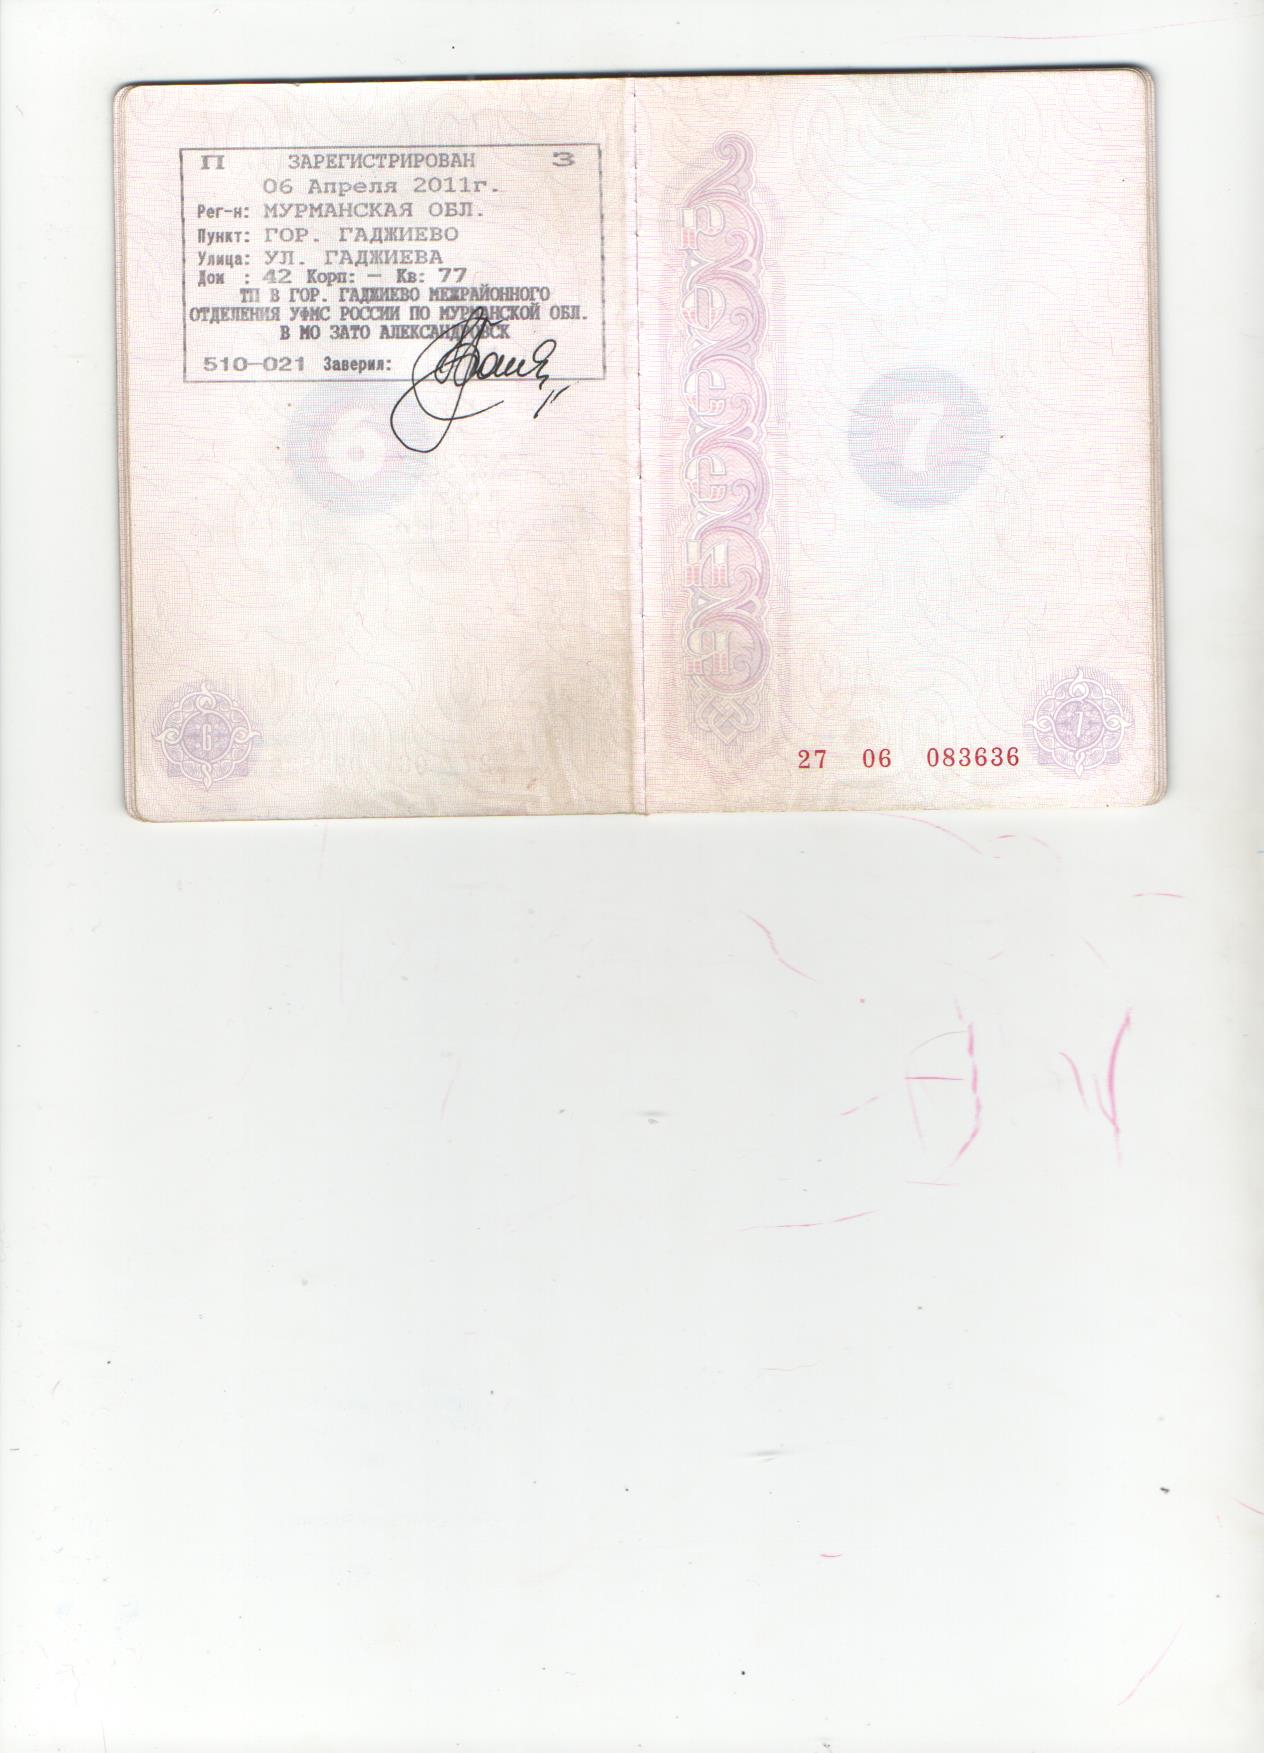 П ЗАРЕГИСТРИРОВАН З
06 Апреля 2011г.
Рег-н: МУРМАНСКАЯ ОБЛ.
Пункт: ГОР. ГАДЖИЕВО
Улица: УЛ. ГАДЖИЕВА
Дом : 42 Корп: – Кв: 77
ТП В ГОР. ГАДЖИЕВО МЕЖРАЙОННОГО
ОТДЕЛЕНИЯ УФМС РОССИИ ПО МУРМАНСКОЙ ОБЛ.
В МО ЗАТО АЛЕКСАНДРОВСК
510-021 Заверил:
6
6
РОССИЯ
7
27 06 083636
7